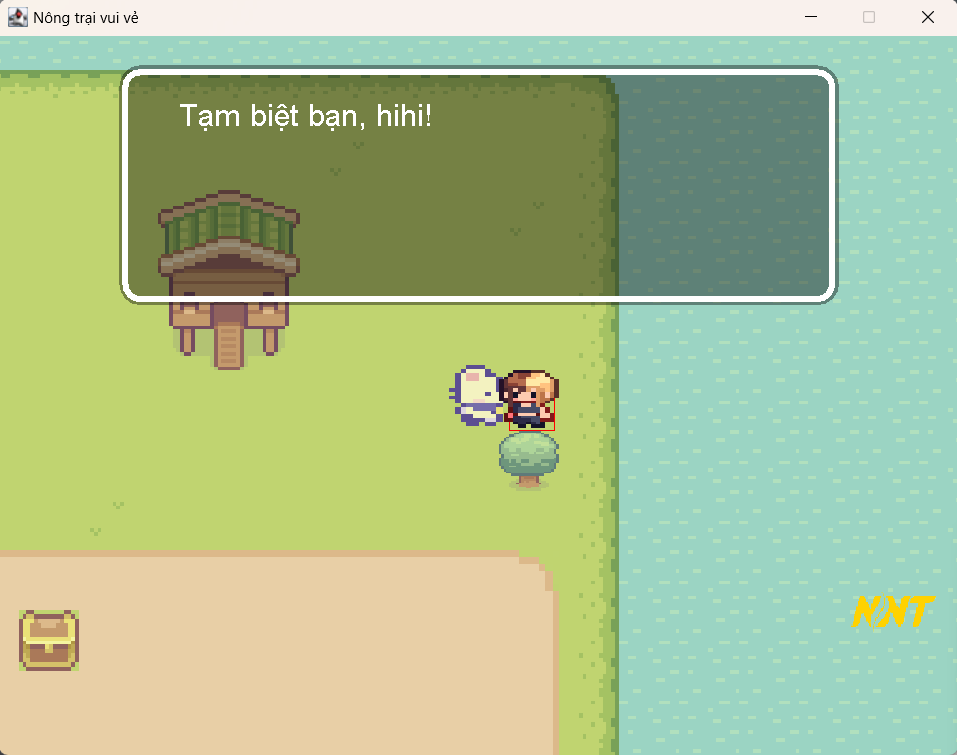 Nông trại vui vẻ
Tạm biệt bạn, hihi!
NNT